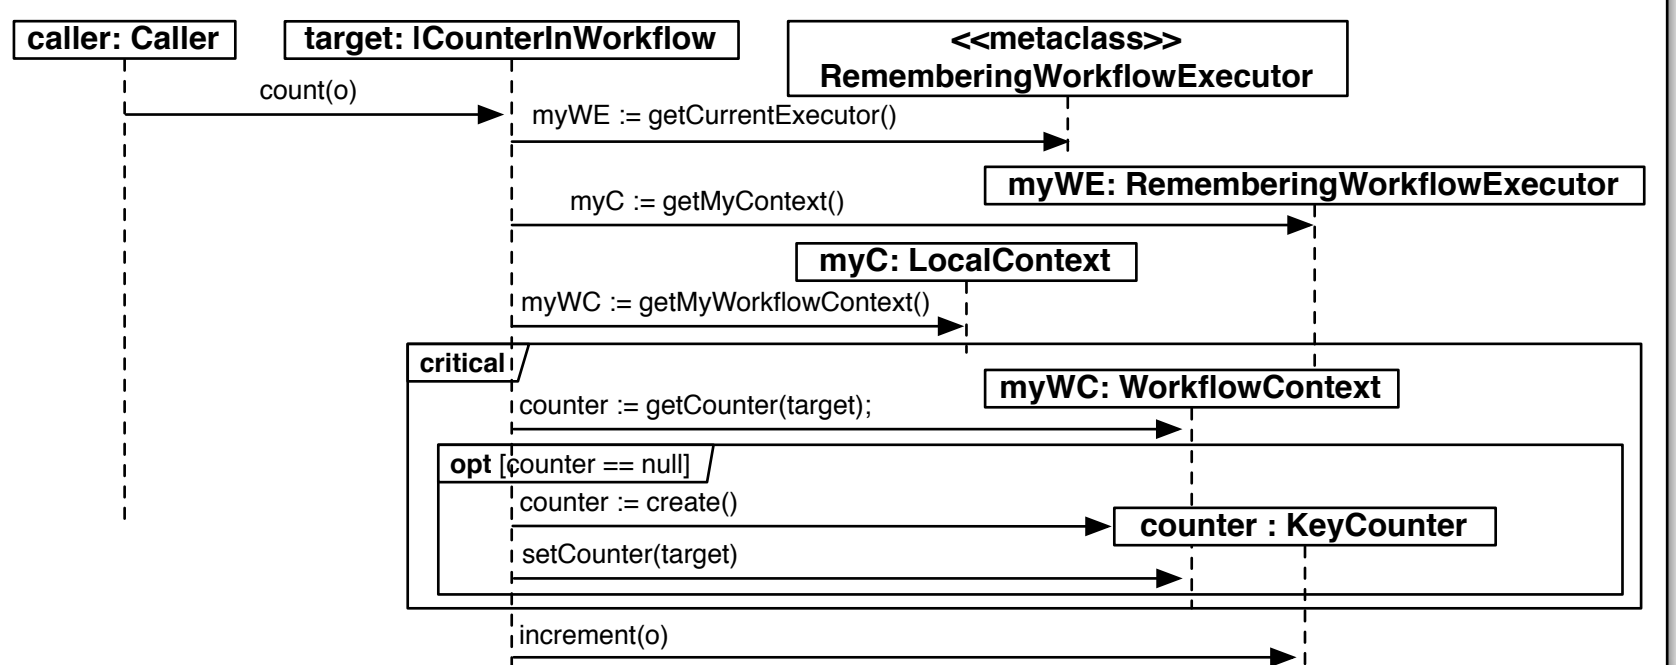 caller: Caller
target: ICounterInWorkflow
<<metaclass>>
RememberingWorkflowExecutor
count(o)
myWE := getCurrentExecutor()
myWE: RememberingWorkflowExecutor
myC := getMyContext()
myC: LocalContext
myWC := getMyWorkflowContext()
critical
myWC: WorkflowContext
counter := getCounter(target);
opt [counter == null]
counter := create()
counter : KeyCounter
setCounter(target)
increment(o)